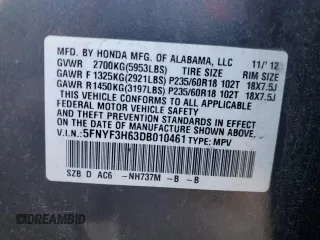 MFD. BY HONDA MFG. OF ALABAMA, LLC 11/'12
GVWR 2700KG(5953LBS) TIRE SIZE RIM SIZE
GAWR F 1325KG(2921LBS) P235/60R18 102T 18X7.5J
GAWR R1450KG(3197LBS) P235/60R18 102T 18X7.5J
THIS VEHICLE CONFORMS TO ALL APPLICABLE
FEDERAL MOTOR VEHICLE SAFETY AND
THEFT PREVENTION STANDARDS IN EFFECT ON
THE DATE OF MANUFACTURE SHOWN ABOVE.
V.I.N.: 5FNYF3H63DB010461 TYPE: MPV
SZB D AC6 -NH737M -B -B
© DREAMBID